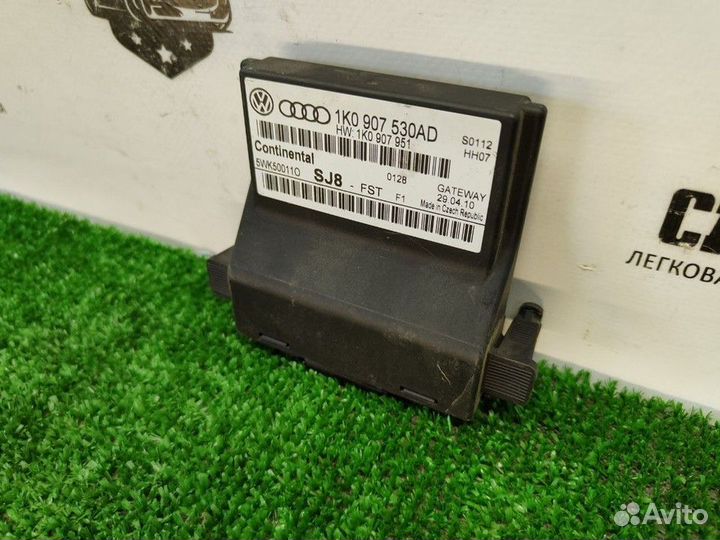 1K0 907 530AD
HW: 1K0 907 951
S0112
HH07
Continental
5WK50011O
SJ8 - FST
0128
F1
GATEWAY
29.04.10
Made in Czech Republic
ЛЕГКОВА
Avito